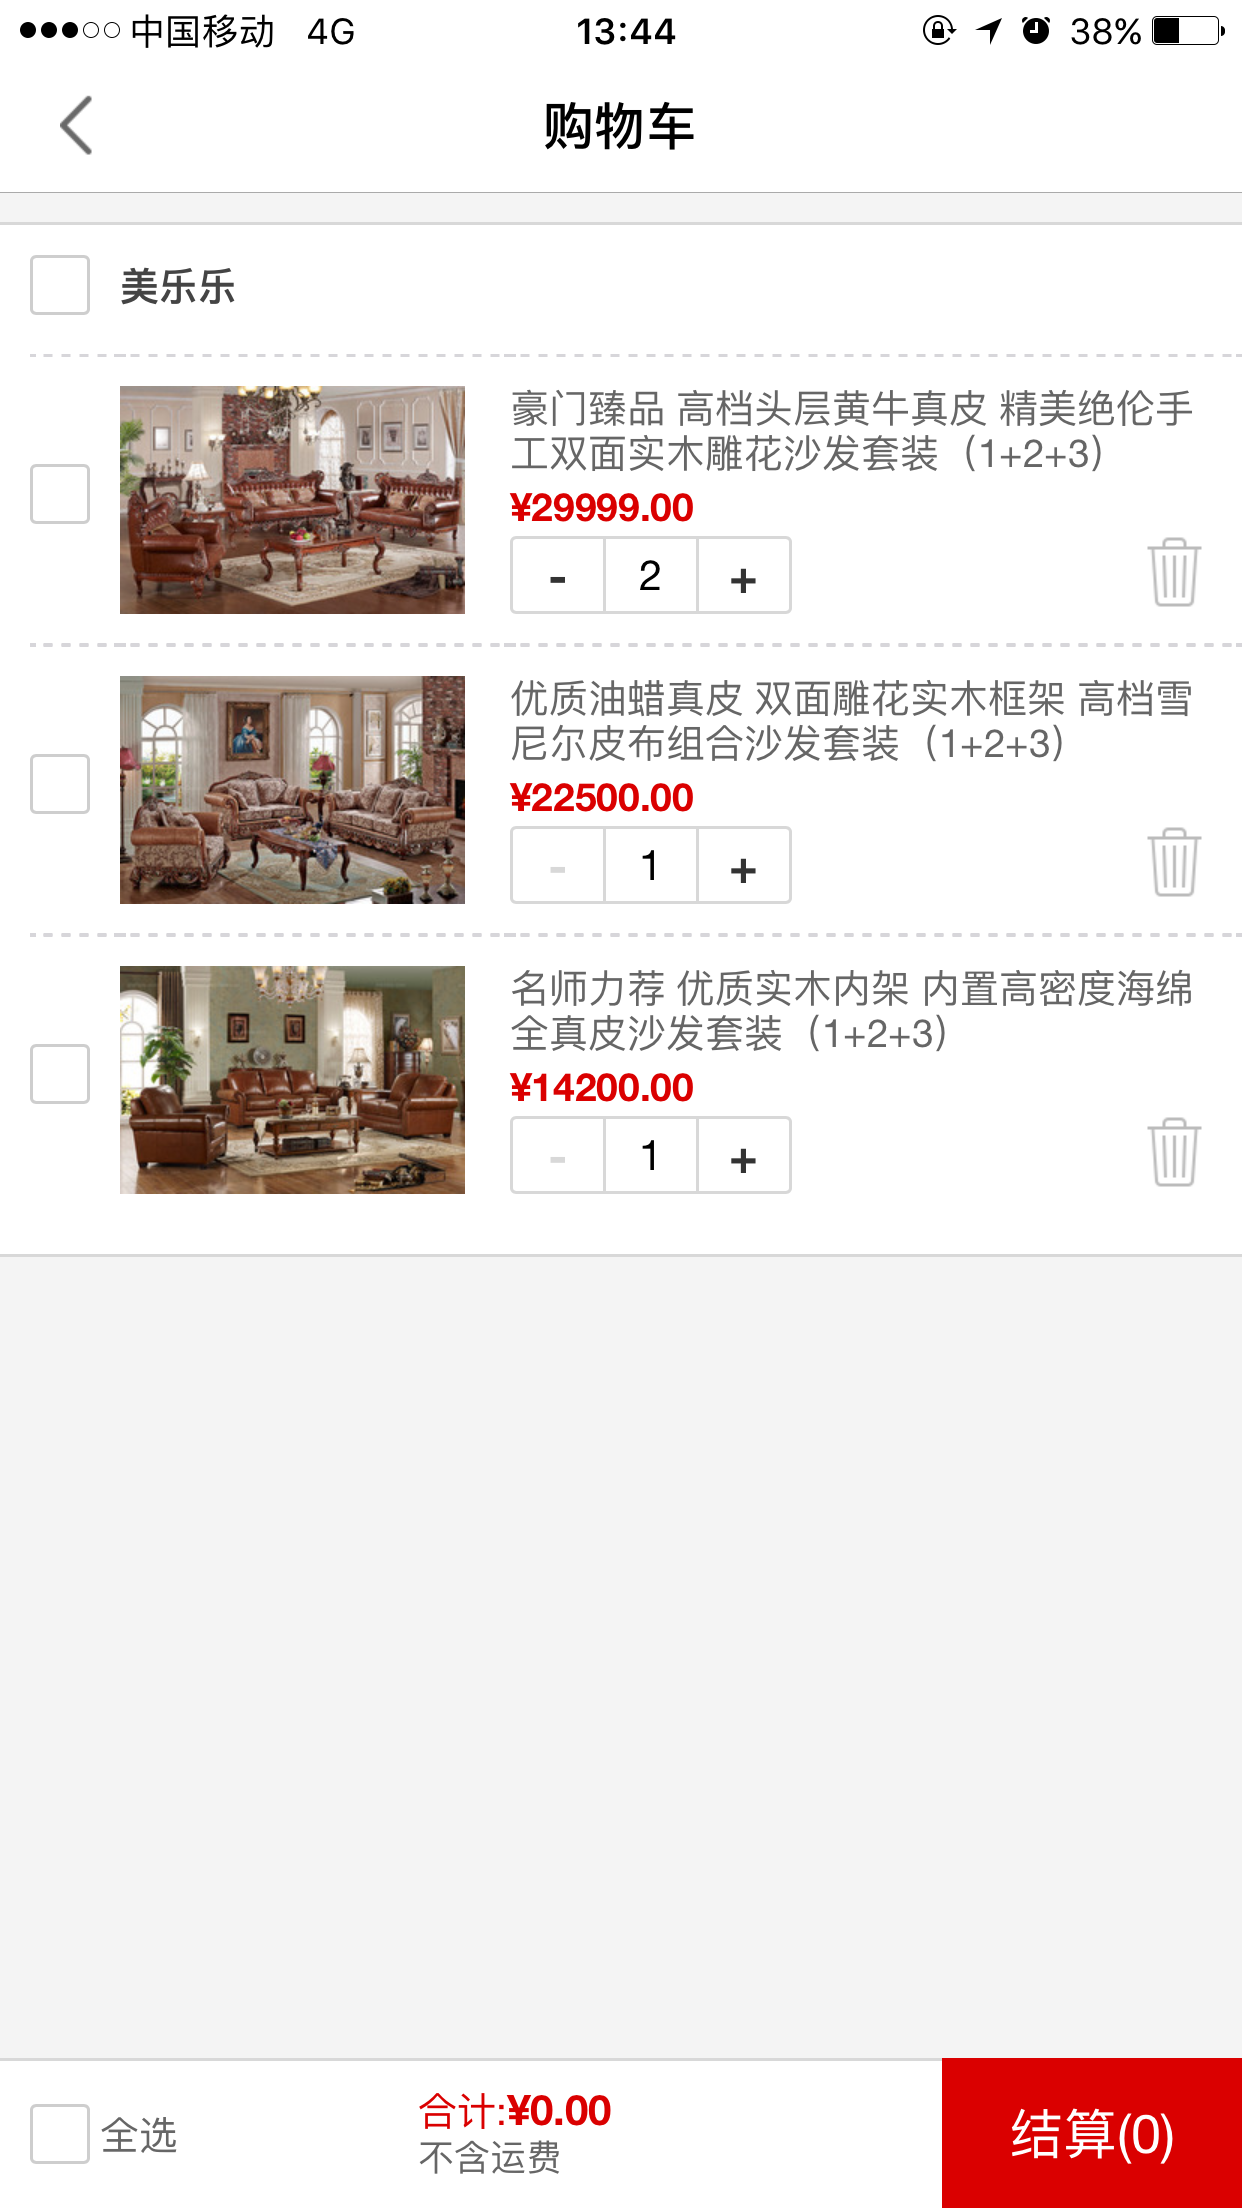 中国移动 4G 13:44 38%
购物车
美乐乐
豪门臻品 高档头层黄牛真皮 精美绝伦手
工双面实木雕花沙发套装（1+2+3）
¥29999.00
- 2 +
优质油蜡真皮 双面雕花实木框架 高档雪
尼尔皮布组合沙发套装（1+2+3）
¥22500.00
- 1 +
名师力荐 优质实木内架 内置高密度海绵
全真皮沙发套装（1+2+3）
¥14200.00
- 1 +
全选
合计:¥0.00
不含运费
结算(0)